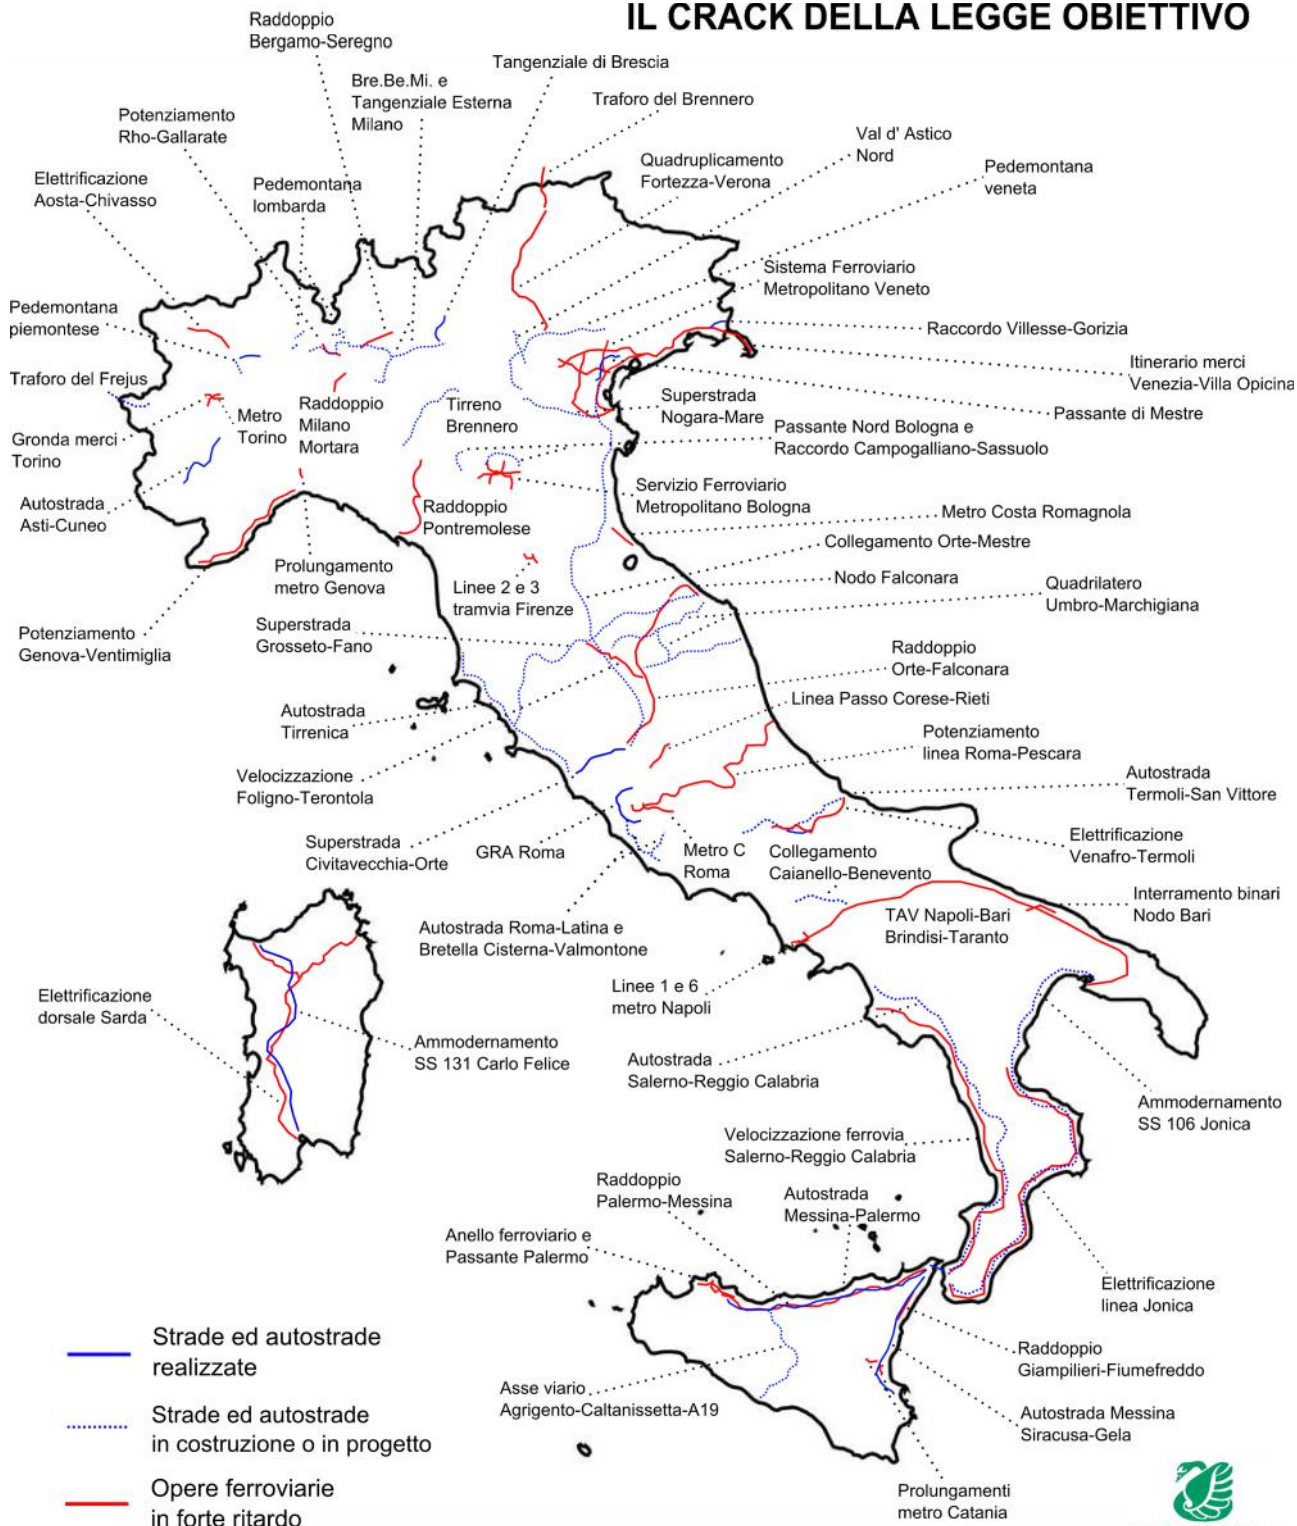 IL CRACK DELLA LEGGE OBIETTIVO
Raddoppio
Bergamo-Seregno
Tangenziale di Brescia
Bre.Be.Mi. e
Tangenziale Esterna
Milano
Traforo del Brennero
Potenziamento
Rho-Gallarate
Val d' Astico
Nord
Quadruplicamento
Fortezza-Verona
Pedemontana
veneta
Elettrificazione
Aosta-Chivasso
Pedemontana
lombarda
Sistema Ferroviario
Metropolitano Veneto
Pedemontana
piemontese
Raccordo Villesse-Gorizia
Itinerario merci
Venezia-Villa Opicina
Traforo del Frejus
Metro
Torino
Raddoppio
Milano
Mortara
Tirreno
Brennero
Superstrada
Nogara-Mare
Passante di Mestre
Gronda merci
Torino
Passante Nord Bologna e
Raccordo Campogalliano-Sassuolo
Autostrada
Asti-Cuneo
Raddoppio
Pontremolese
Servizio Ferroviario
Metropolitano Bologna
Metro Costa Romagnola
Collegamento Orte-Mestre
Prolungamento
metro Genova
Linee 2 e 3
tramvia Firenze
Nodo Falconara
Quadrilatero
Umbro-Marchigiana
Potenziamento
Genova-Ventimiglia
Superstrada
Grosseto-Fano
Raddoppio
Orte-Falconara
Linea Passo Corese-Rieti
Autostrada
Tirrenica
Potenziamento
linea Roma-Pescara
Velocizzazione
Foligno-Terontola
Autostrada
Termoli-San Vittore
Superstrada
Civitavecchia-Orte
GRA Roma
Metro C
Roma
Collegamento
Caianello-Benevento
Elettrificazione
Venafro-Termoli
Interramento binari
Nodo Bari
Autostrada Roma-Latina e
Bretella Cisterna-Valmontone
TAV Napoli-Bari
Brindisi-Taranto
Linee 1 e 6
metro Napoli
Elettrificazione
dorsale Sarda
Ammodernamento
SS 131 Carlo Felice
Autostrada
Salerno-Reggio Calabria
Ammodernamento
SS 106 Jonica
Velocizzazione ferrovia
Salerno-Reggio Calabria
Raddoppio
Palermo-Messina
Autostrada
Messina-Palermo
Anello ferroviario e
Passante Palermo
Elettrificazione
linea Jonica
Strade ed autostrade
realizzate
Raddoppio
Giampilieri-Fiumefreddo
Asse viario
Agrigento-Caltanissetta-A19
Strade ed autostrade
in costruzione o in progetto
Autostrada Messina
Siracusa-Gela
Opere ferroviarie
in forte ritardo
Prolungamenti
metro Catania